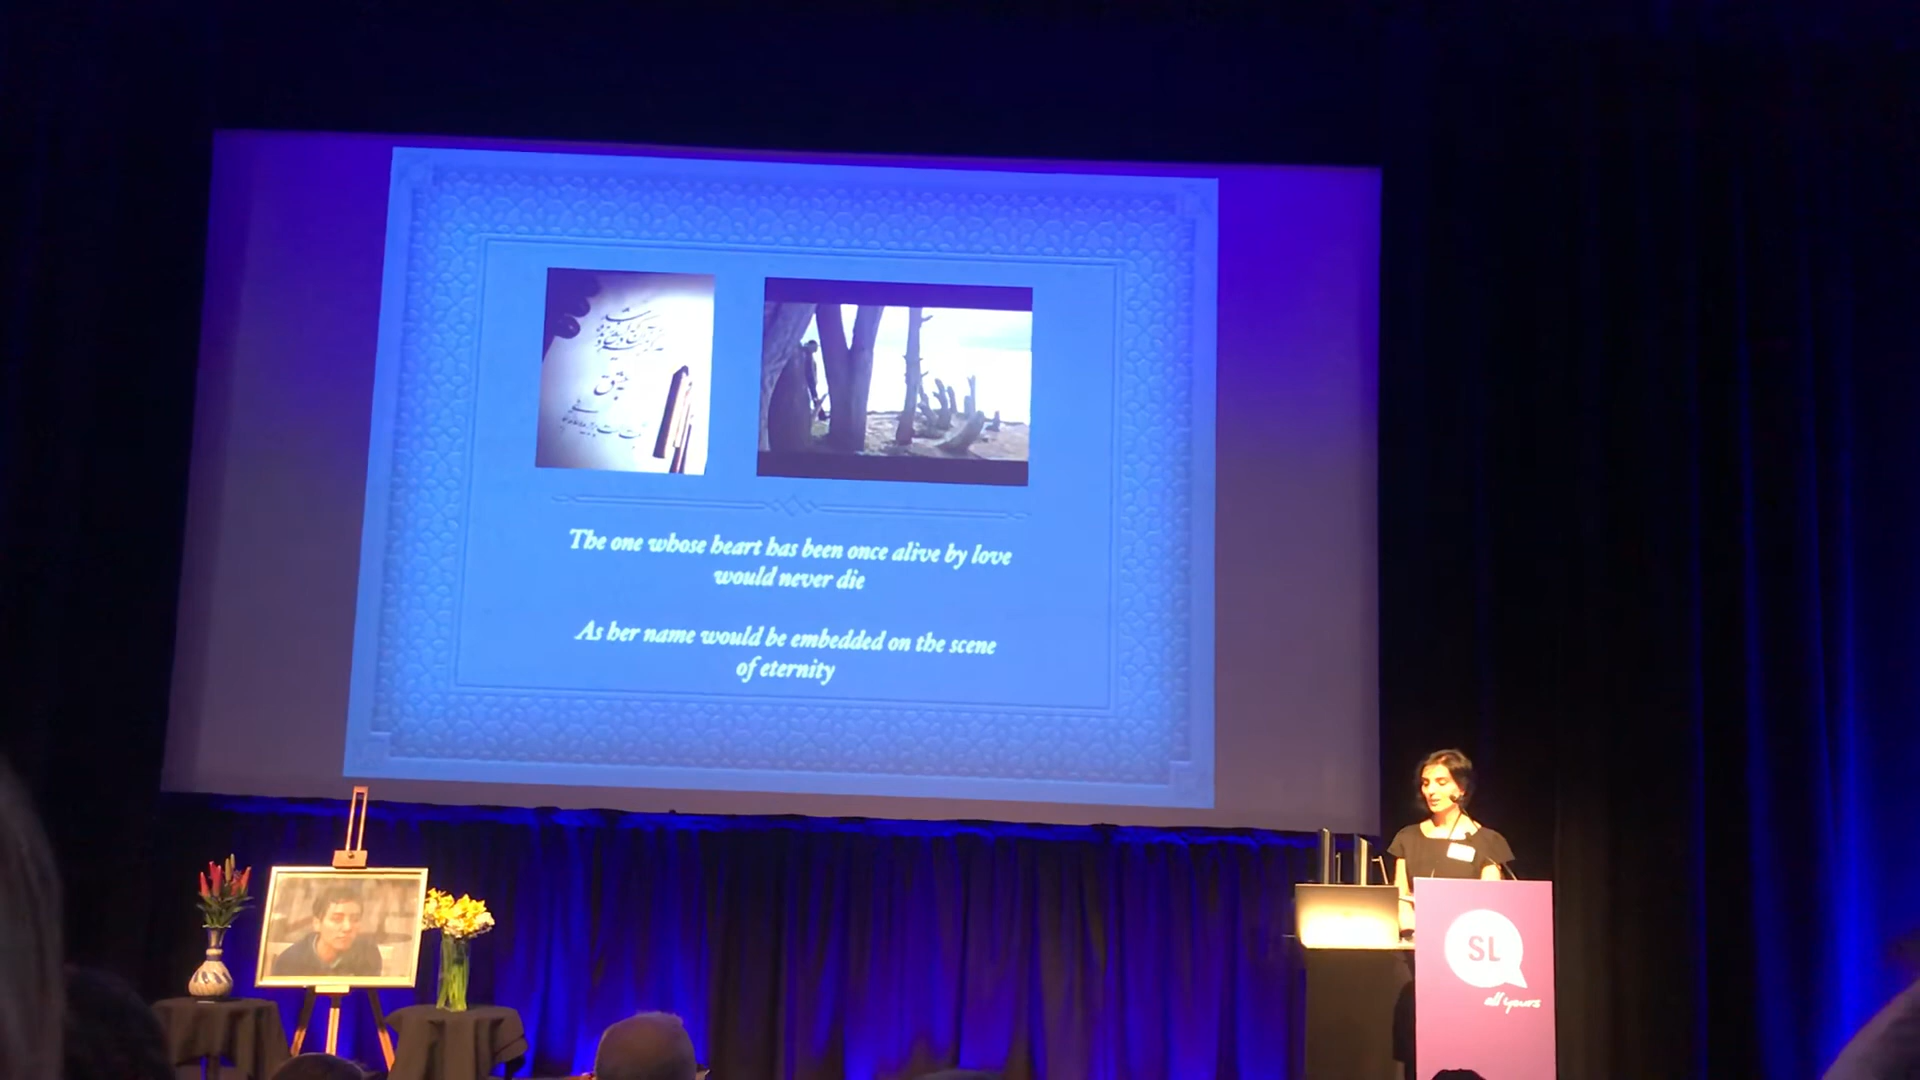 عشق
The one whose heart has been once alive by love
would never die
As her name would be embedded on the scene
of eternity
SL
all yours